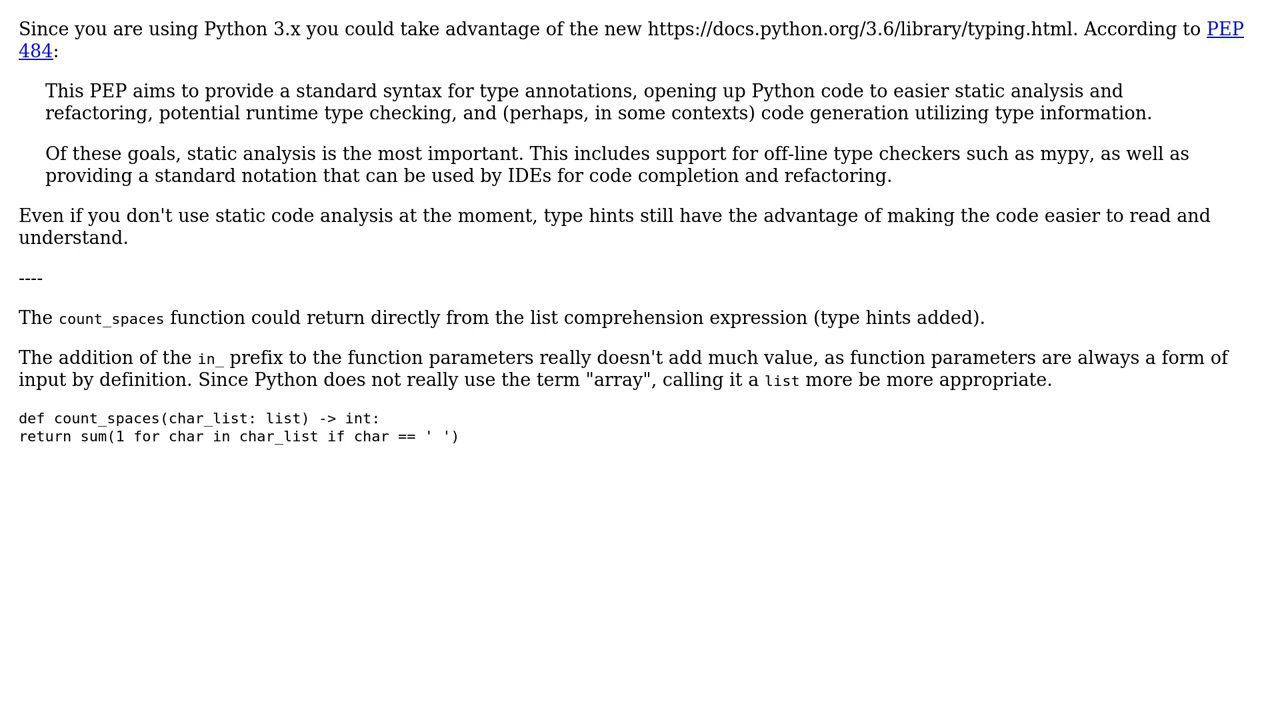 Since you are using Python 3.x you could take advantage of the new https://docs.python.org/3.6/library/typing.html. According to PEP
484:
This PEP aims to provide a standard syntax for type annotations, opening up Python code to easier static analysis and
refactoring, potential runtime type checking, and (perhaps, in some contexts) code generation utilizing type information.
Of these goals, static analysis is the most important. This includes support for off-line type checkers such as mypy, as well as
providing a standard notation that can be used by IDEs for code completion and refactoring.
Even if you don't use static code analysis at the moment, type hints still have the advantage of making the code easier to read and
understand.
----
The count_spaces function could return directly from the list comprehension expression (type hints added).
The addition of the in_ prefix to the function parameters really doesn't add much value, as function parameters are always a form of
input by definition. Since Python does not really use the term "array", calling it a list more be more appropriate.
def count_spaces(char_list: list) -> int:
return sum(1 for char in char_list if char == ' ')